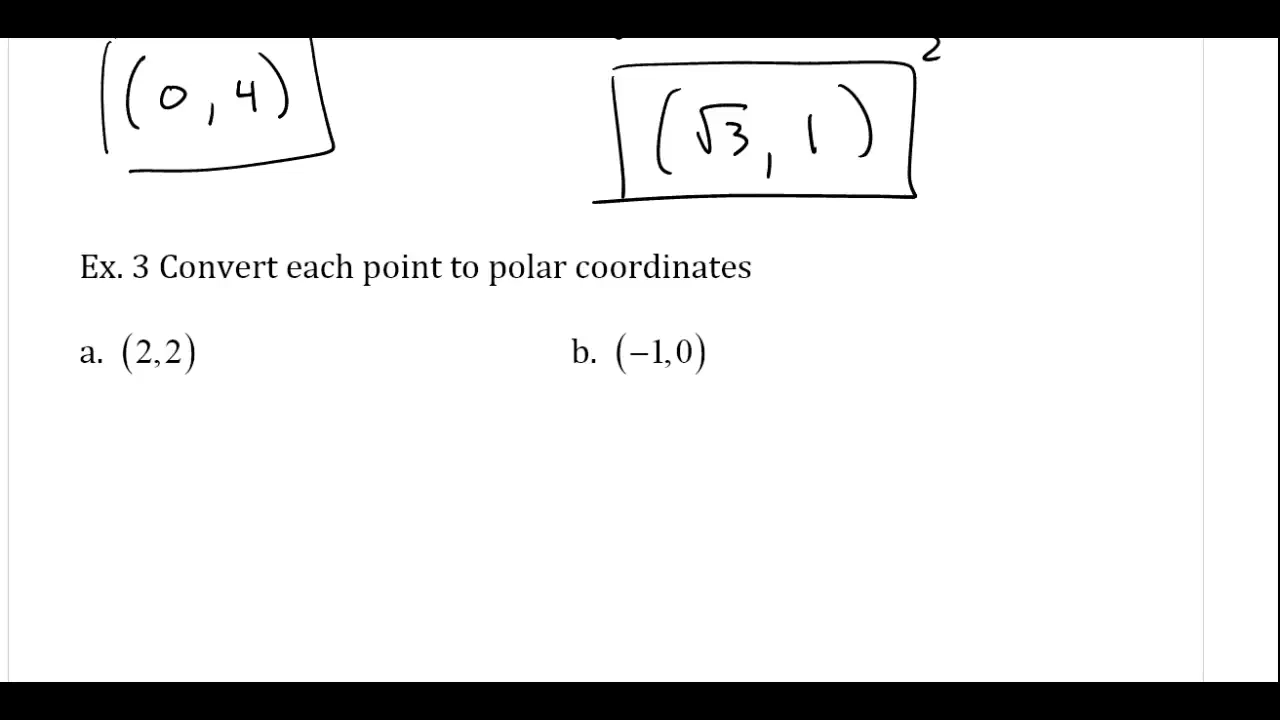 (0, 4)
2
(√3, 1)
Ex. 3 Convert each point to polar coordinates
a. (2,2) b. (−1,0)